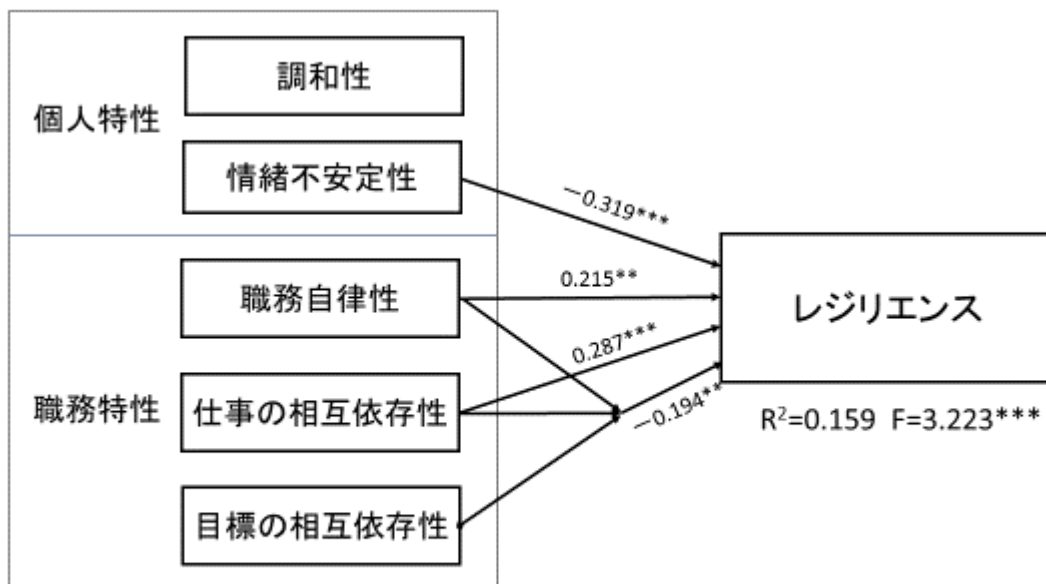 個人特性
調和性
情緒不安定性
職務特性
職務自律性
仕事の相互依存性
目標の相互依存性
−0.319***
0.215**
0.287***
−0.194**
レジリエンス
R²=0.159 F=3.223***